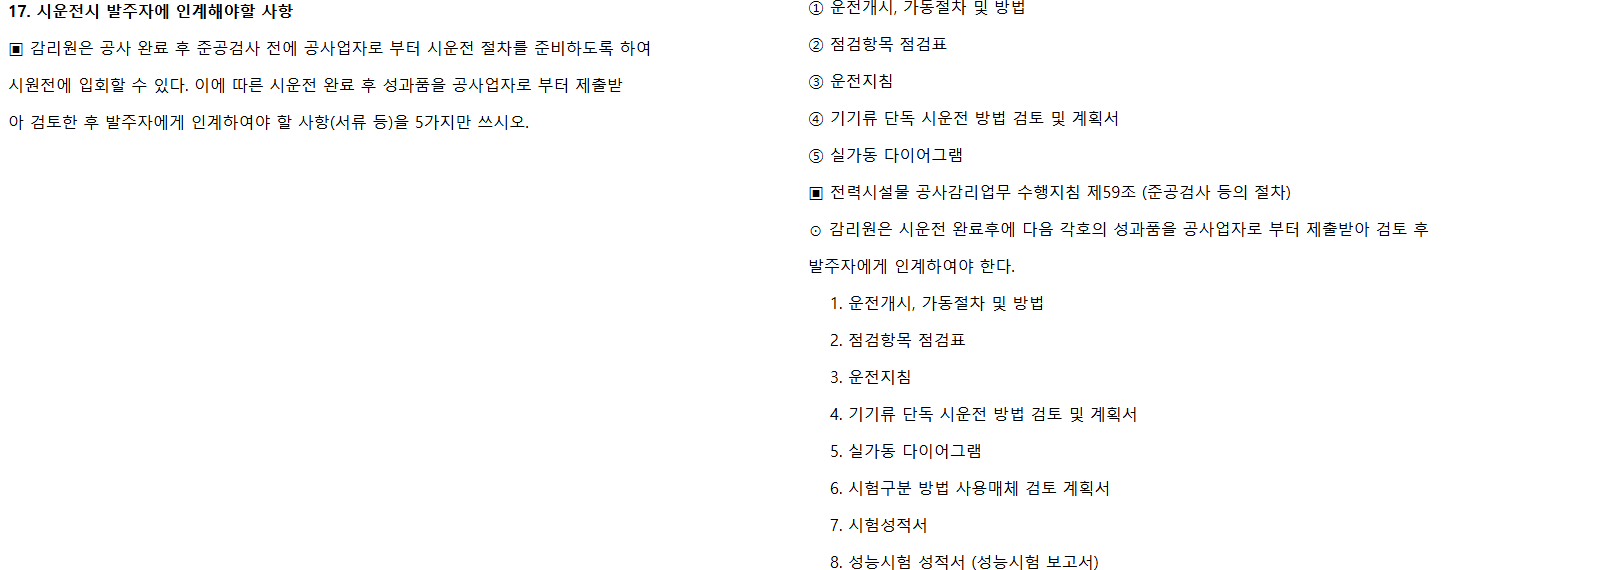 17. 시운전시 발주자에 인계해야할 사항
▣ 감리원은 공사 완료 후 준공검사 전에 공사업자로 부터 시운전 절차를 준비하도록 하여
시원전에 입회할 수 있다. 이에 따른 시운전 완료 후 성과품을 공사업자로 부터 제출받
아 검토한 후 발주자에게 인계하여야 할 사항(서류 등)을 5가지만 쓰시오.
① 운전개시, 가동절차 및 방법
② 점검항목 점검표
③ 운전지침
④ 기기류 단독 시운전 방법 검토 및 계획서
⑤ 실가동 다이어그램
▣ 전력시설물 공사감리업무 수행지침 제59조 (준공검사 등의 절차)
⊙ 감리원은 시운전 완료후에 다음 각호의 성과품을 공사업자로 부터 제출받아 검토 후
발주자에게 인계하여야 한다.
1. 운전개시, 가동절차 및 방법
2. 점검항목 점검표
3. 운전지침
4. 기기류 단독 시운전 방법 검토 및 계획서
5. 실가동 다이어그램
6. 시험구분 방법 사용매체 검토 계획서
7. 시험성적서
8. 성능시험 성적서 (성능시험 보고서)